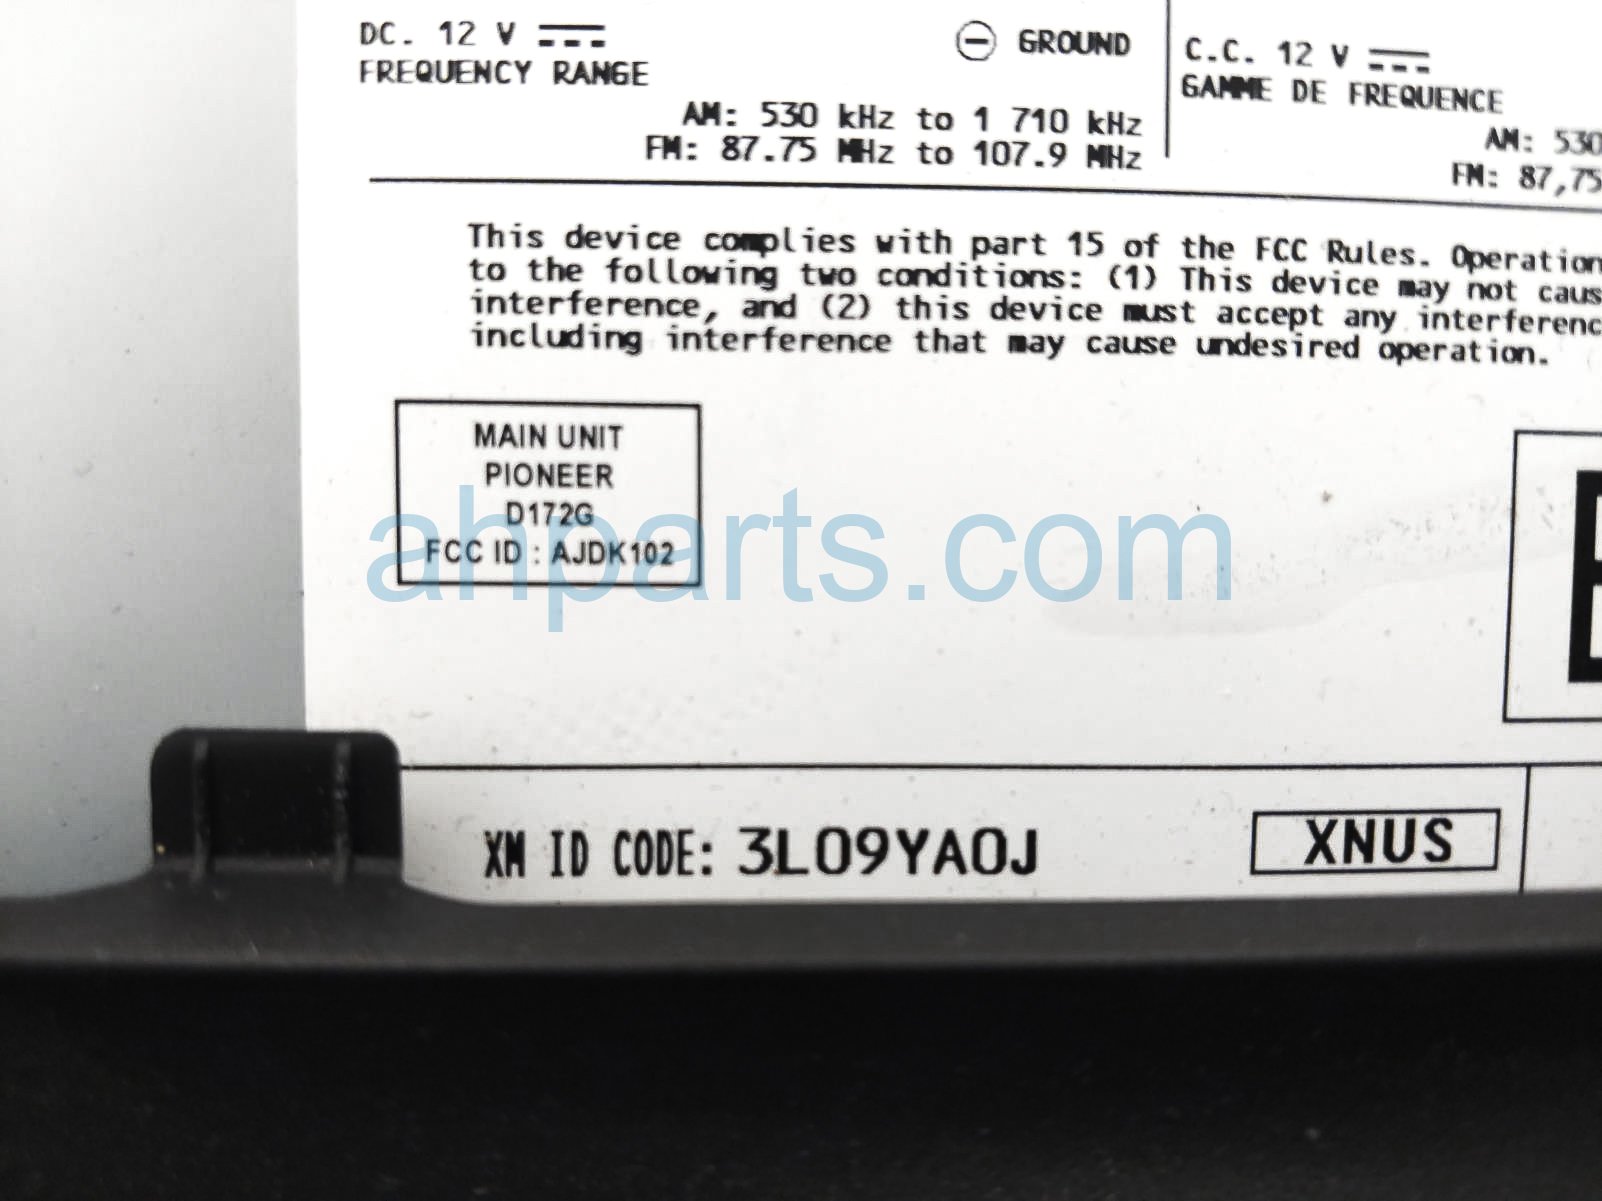 DC. 12 V
FREQUENCY RANGE
GROUND
AM: 530 kHz to 1 710 kHz
FM: 87.75 MHz to 107.9 MHz
C.C. 12 V
GAMME DE FREQUENCE
AM: 530
FM: 87,75
This device complies with part 15 of the FCC Rules. Operation
to the following two conditions: (1) This device may not caus
interference, and (2) this device must accept any interferenc
including interference that may cause undesired operation.
MAIN UNIT
PIONEER
D172G
FCC ID : AJDK102
ahparts.com
XM ID CODE: 3L09YA0J
XNUS